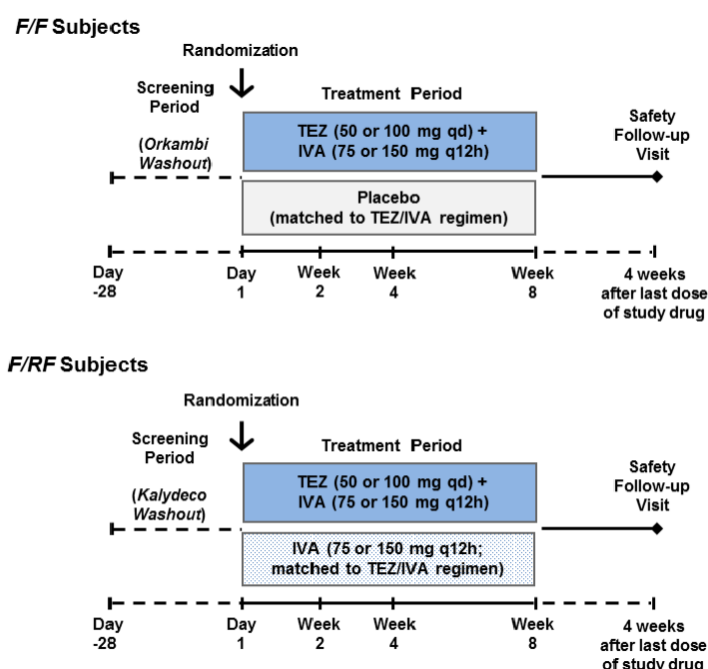 F/F Subjects
Randomization
Screening
Period
(Orkambi
Washout)
Treatment Period
TEZ (50 or 100 mg qd) +
IVA (75 or 150 mg q12h)
Placebo
(matched to TEZ/IVA regimen)
Safety
Follow-up
Visit
Day
-28
Day
1
Week
2
Week
4
Week
8
4 weeks
after last dose
of study drug
F/RF Subjects
Randomization
Screening
Period
(Kalydeco
Washout)
Treatment Period
TEZ (50 or 100 mg qd) +
IVA (75 or 150 mg q12h)
IVA (75 or 150 mg q12h;
matched to TEZ/IVA regimen)
Safety
Follow-up
Visit
Day
-28
Day
1
Week
2
Week
4
Week
8
4 weeks
after last dose
of study drug